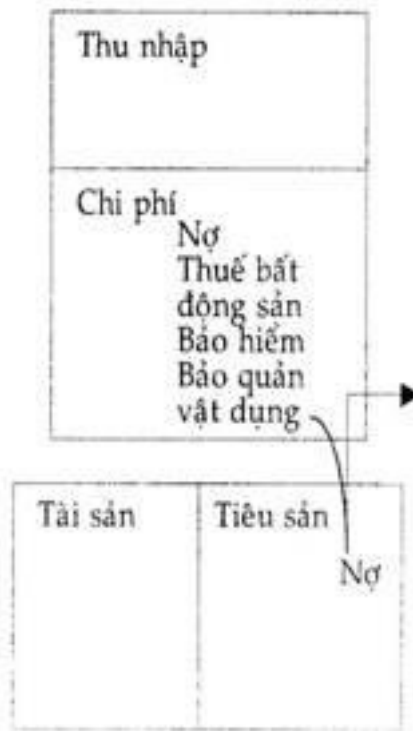 Thu nhập
Chi phí
Nợ
Thuế bất
động sản
Bảo hiểm
Bảo quản
vật dụng
Tài sản
Tiêu sản
Nợ